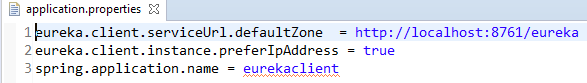 application.properties
1 eureka.client.serviceUrl.defaultZone  = http://localhost:8761/eureka
2 eureka.client.instance.preferIpAddress = true
3 spring.application.name = eurekaclient